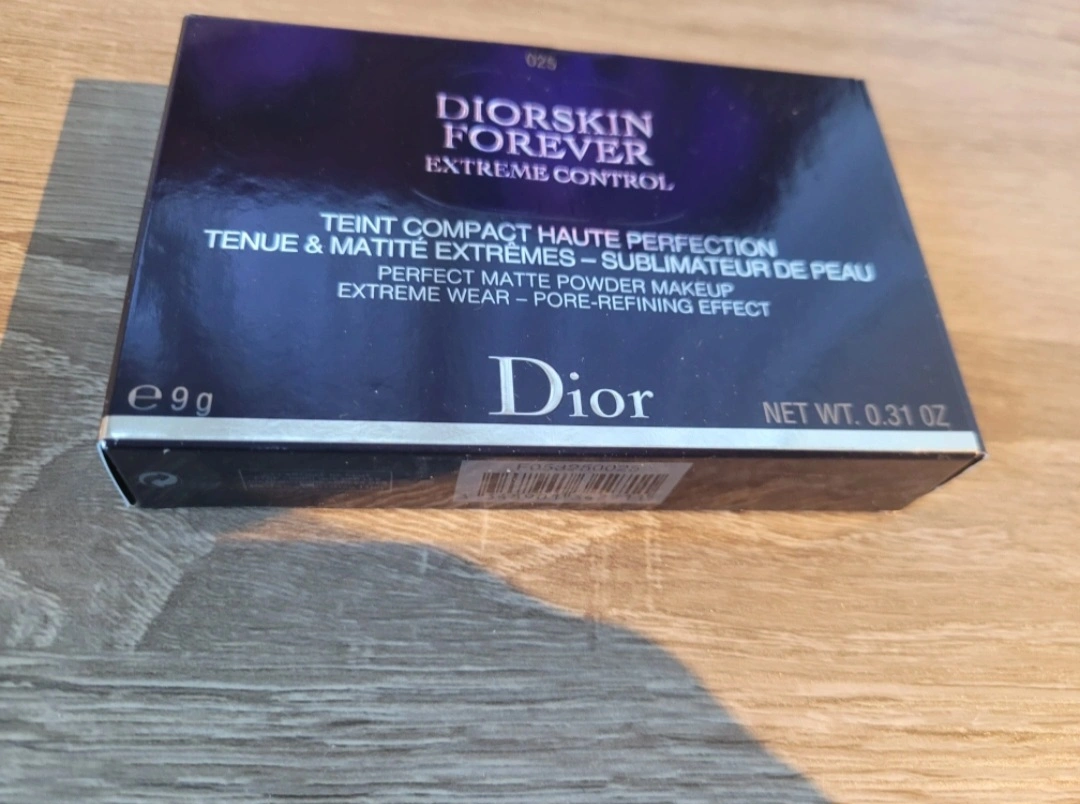 025
DIORSKIN
FOREVER
EXTREME CONTROL
TEINT COMPACT HAUTE PERFECTION
TENUE & MATITÉ EXTRÊMES – SUBLIMATEUR DE PEAU
PERFECT MATTE POWDER MAKEUP
EXTREME WEAR – PORE-REFINING EFFECT
Dior
℮ 9 g
NET WT. 0.31 OZ